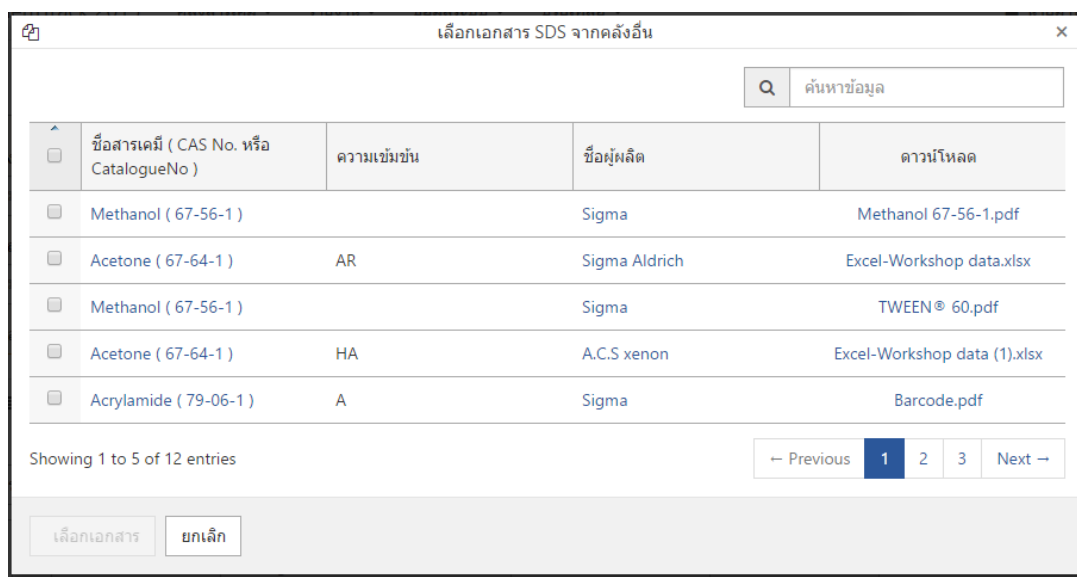 เลือกเอกสาร SDS จากคลังอื่น ×
ค้นหาข้อมูล
ชื่อสารเคมี ( CAS No. หรือ
CatalogueNo )
ความเข้มข้น
ชื่อผู้ผลิต
ดาวน์โหลด
Methanol ( 67-56-1 ) Sigma Methanol 67-56-1.pdf
Acetone ( 67-64-1 ) AR Sigma Aldrich Excel-Workshop data.xlsx
Methanol ( 67-56-1 ) Sigma TWEEN® 60.pdf
Acetone ( 67-64-1 ) HA A.C.S xenon Excel-Workshop data (1).xlsx
Acrylamide ( 79-06-1 ) A Sigma Barcode.pdf
Showing 1 to 5 of 12 entries ← Previous 1 2 3 Next →
เลือกเอกสาร ยกเลิก